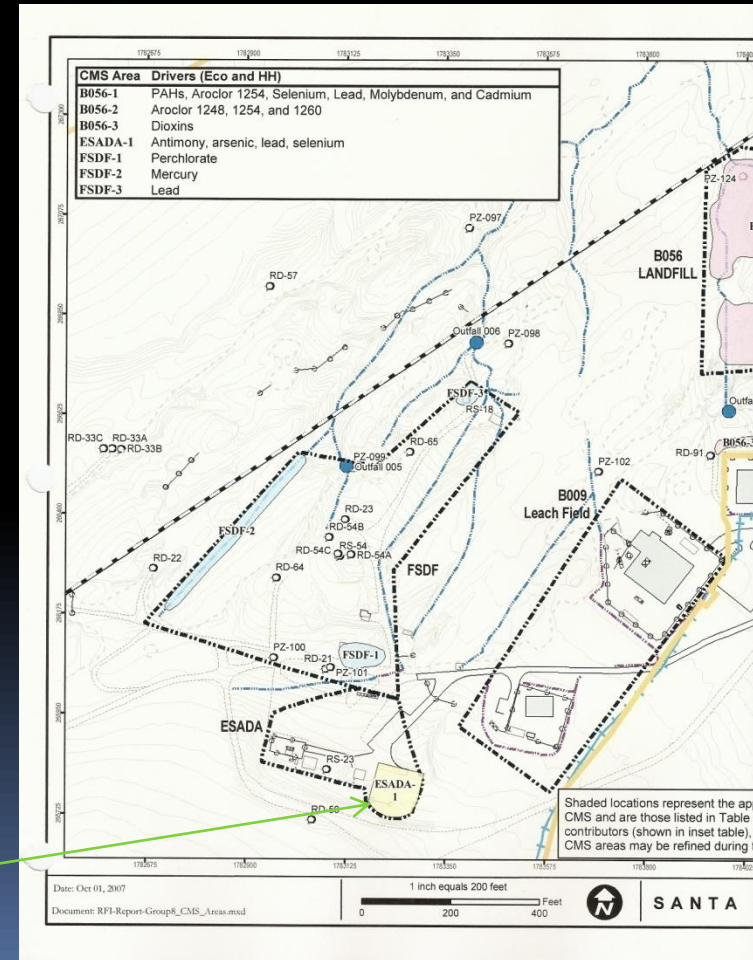 1782675 1782900 1783125 1783350 1783575 1783800
CMS Area Drivers (Eco and HH)
B056-1 PAHs, Aroclor 1254, Selenium, Lead, Molybdenum, and Cadmium
B056-2 Aroclor 1248, 1254, and 1260
B056-3 Dioxins
ESADA-1 Antimony, arsenic, lead, selenium
FSDF-1 Perchlorate
FSDF-2 Mercury
FSDF-3 Lead
PZ-124
PZ-097
B056
LANDFILL
RD-57
Outfall 006
PZ-098
FSDF-3
RS-18
Outfa
RD-33C RD-33A
RD-33B
RD-65
B056-3
RD-91
PZ-099
Outfall 005
PZ-102
B009
Leach Field
RD-23
RD-54B
FSDF-2
RD-54C RS-54
RD-54A
RD-22
RD-64
FSDF
PZ-100
RD-21
FSDF-1
PZ-101
ESADA
RS-23
ESADA-
1
RD-50
Shaded locations represent the ap
CMS and are those listed in Table
contributors (shown in inset table),
CMS areas may be refined during
1782675 1782900 1783125 1783350 1783575 1783800
Date: Oct 01, 2007
Document: RFI-Report-Group8_CMS_Areas.mxd
1 inch equals 200 feet
Feet
0 200 400
N
SANTA